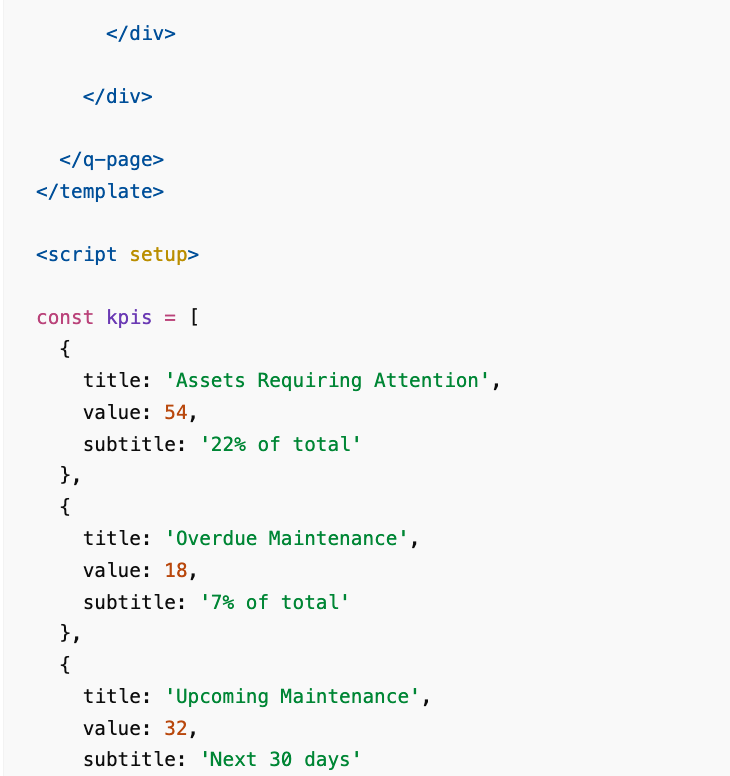 </div>

    </div>

  </q-page>
</template>

<script setup>

const kpis = [
  {
    title: 'Assets Requiring Attention',
    value: 54,
    subtitle: '22% of total'
  },
  {
    title: 'Overdue Maintenance',
    value: 18,
    subtitle: '7% of total'
  },
  {
    title: 'Upcoming Maintenance',
    value: 32,
    subtitle: 'Next 30 days'